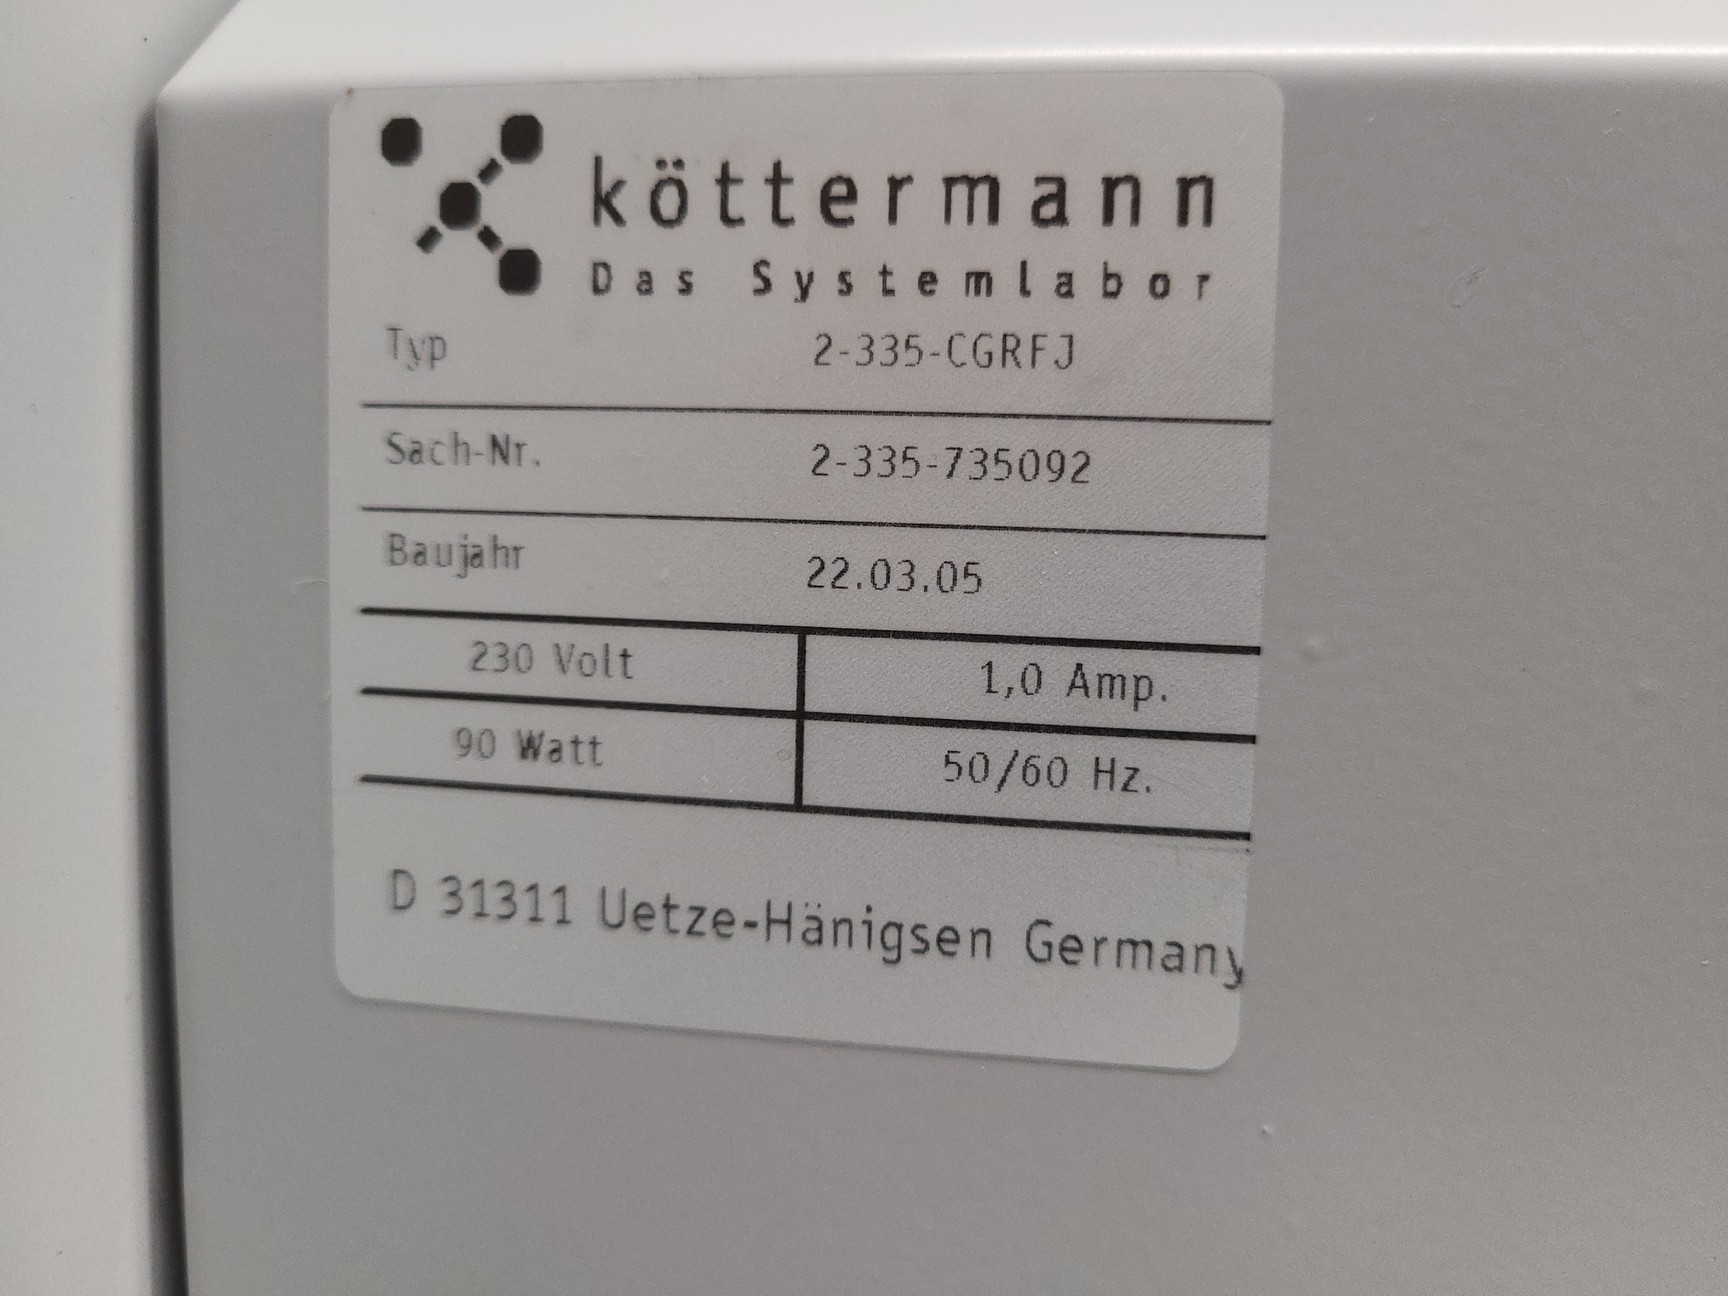 köttermann
Das Systemlabor
Typ 2-335-CGRFJ
Sach-Nr. 2-335-735092
Baujahr 22.03.05
230 Volt 1,0 Amp.
90 Watt 50/60 Hz.
D 31311 Uetze-Hänigsen Germany